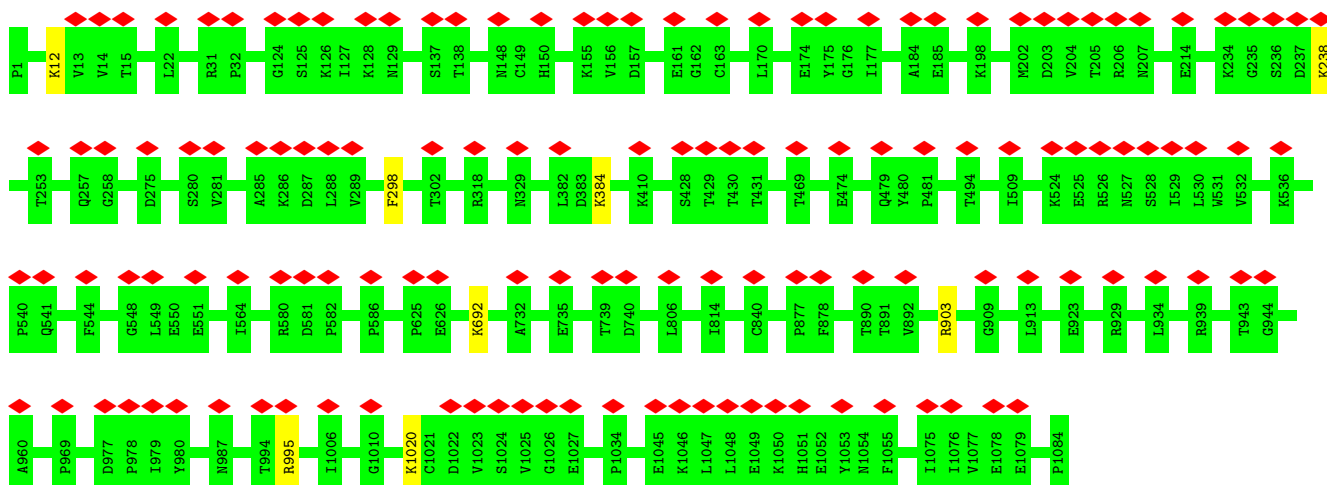 P1 K12 V13 V14 T15 L22 R31 P32 G124 S125 K126 I127 K128 N129 S137 T138 N148 C149 H150 K155 V156 D157 E161 G162 C163 L170 E174 Y175 G176 I177 A184 E185 K198 M202 D203 V204 T205 R206 N207 E214 K234 G235 S236 D237 K238
T253 Q257 G258 D275 S280 V281 A285 K286 D287 L288 V289 F298 T302 R318 N329 L382 D383 K384 K410 S428 T429 T430 T431 T469 E474 Q479 Y480 P481 T494 I509 K524 E525 R526 N527 S528 I529 L530 W531 V532 K536
P540 Q541 F544 G548 L549 E550 E551 I564 R580 D581 P582 P586 P625 E626 K692 A732 E735 T739 D740 L806 I814 C840 P877 F878 T890 T891 V892 R903 G909 L913 E923 R929 L934 R939 T943 G944
A960 P969 D977 P978 I979 Y980 N987 T994 R995 I1006 G1010 K1020 C1021 D1022 V1023 S1024 V1025 G1026 E1027 P1034 E1045 K1046 L1047 L1048 E1049 K1050 H1051 E1052 Y1053 N1054 F1055 I1075 I1076 V1077 E1078 E1079 P1084